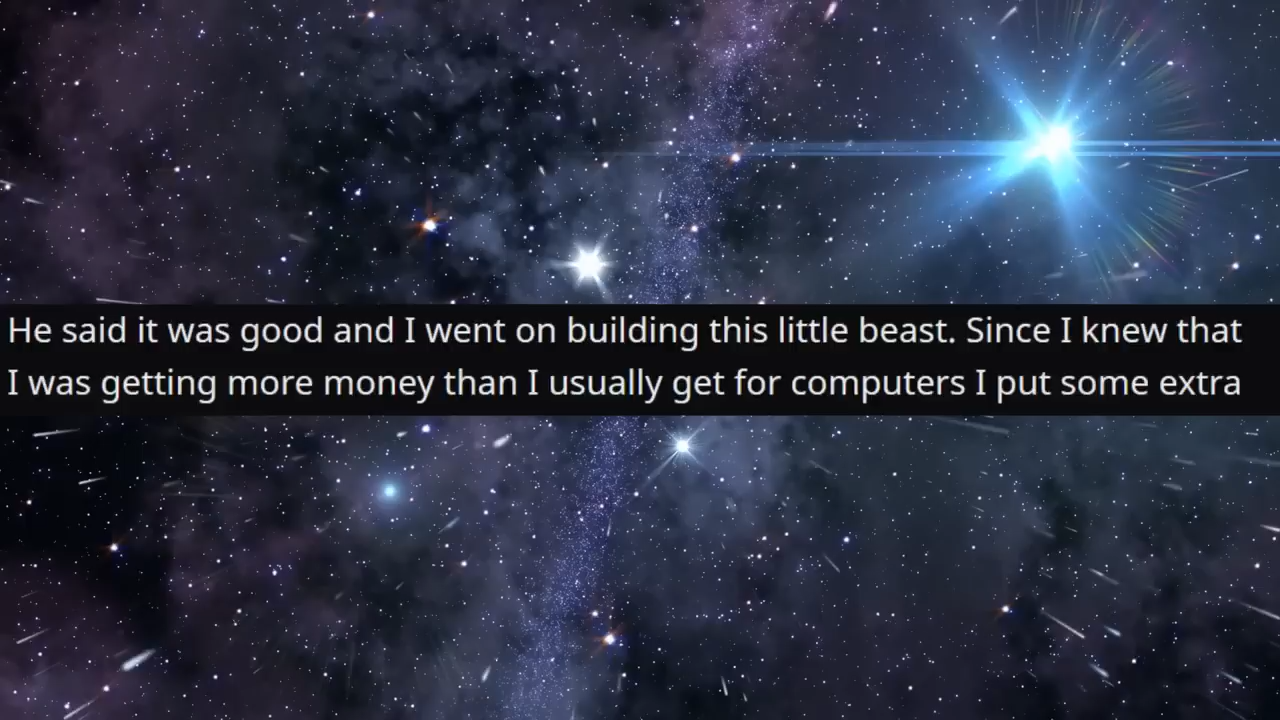 He said it was good and I went on building this little beast. Since I knew that
I was getting more money than I usually get for computers I put some extra